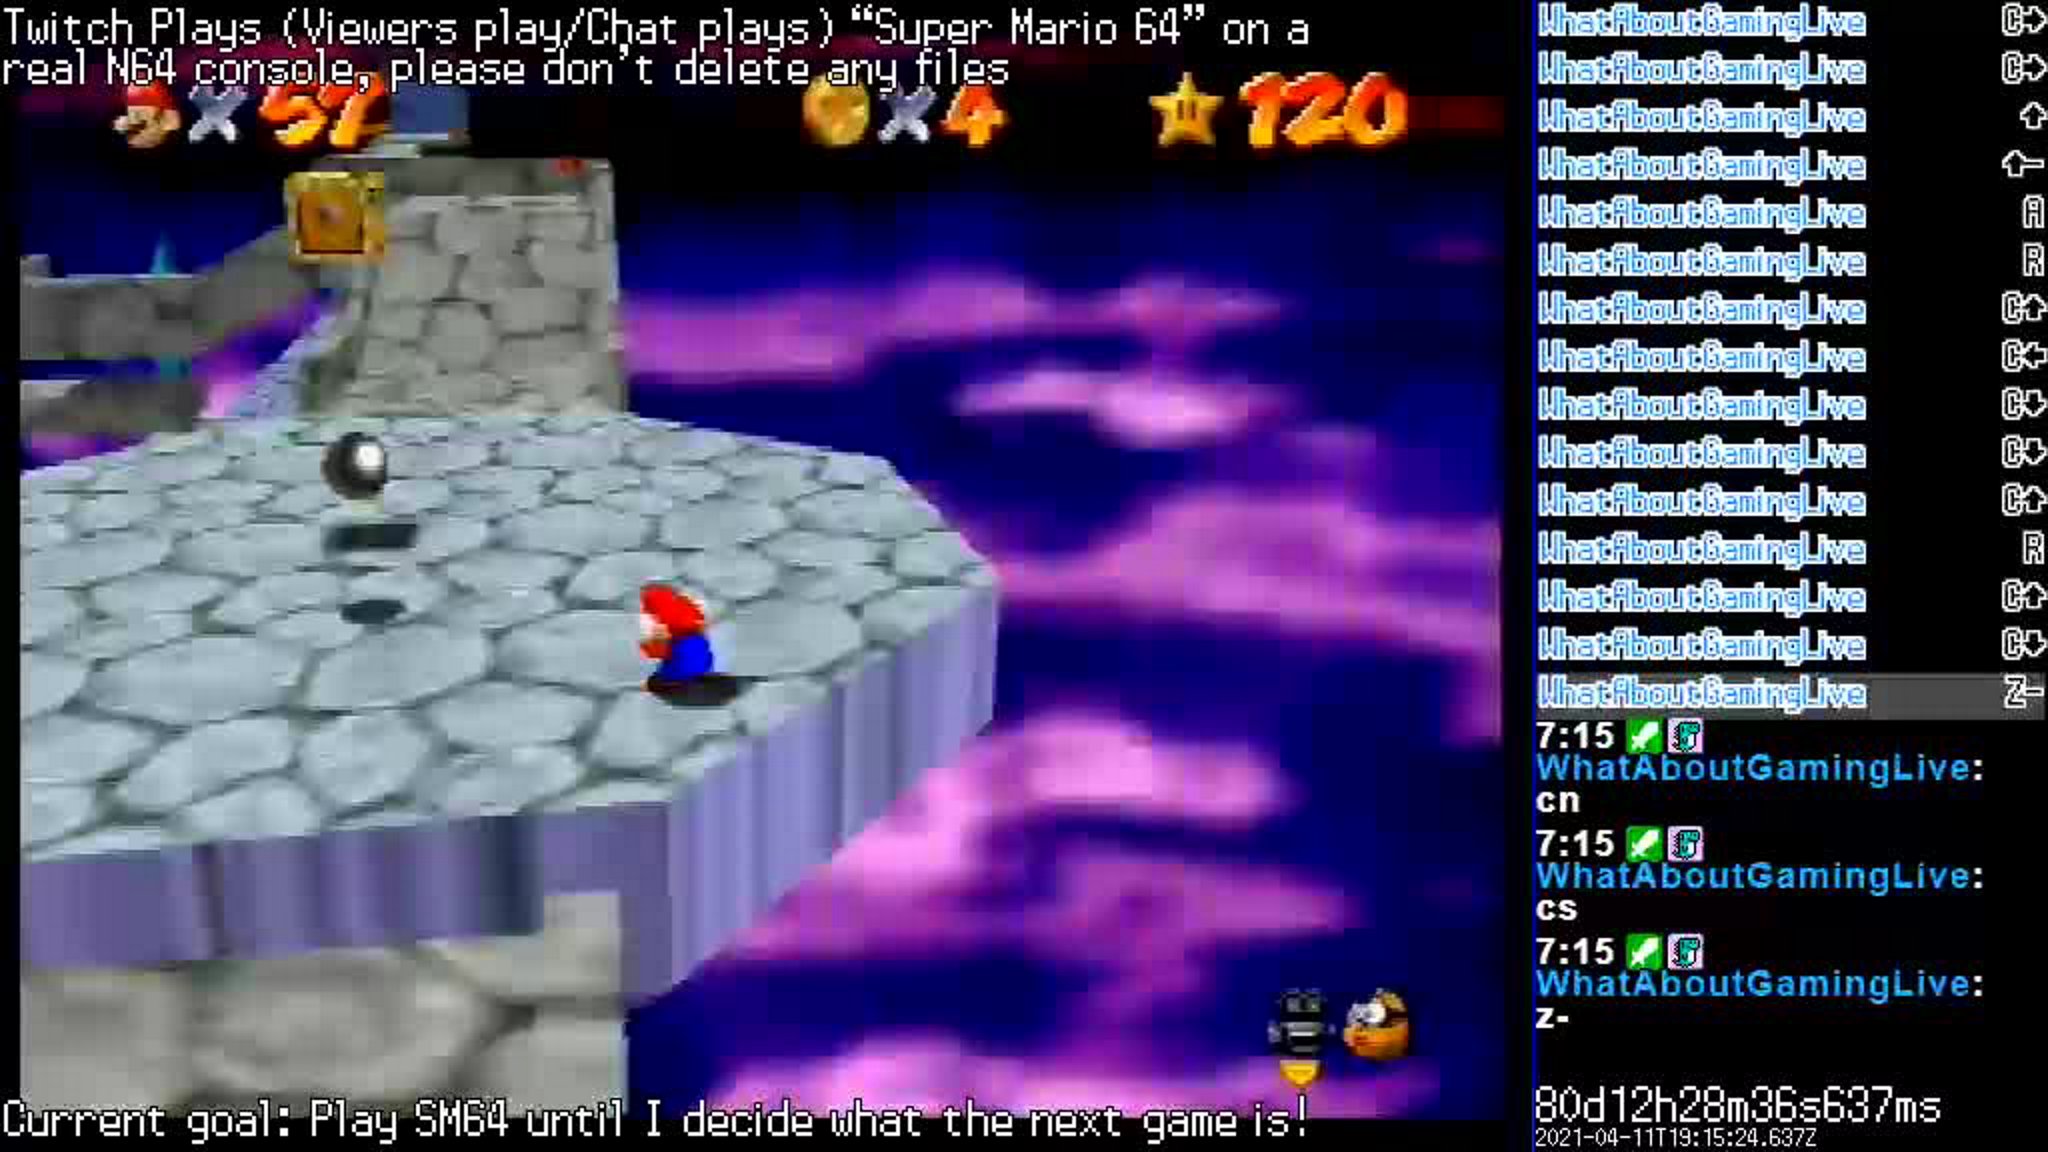 Twitch Plays (Viewers play/Chat plays) “Super Mario 64” on a
real N64 console, please don't delete any files
57
4
120
WhatAboutGamingLive C→
WhatAboutGamingLive C→
WhatAboutGamingLive ↑
WhatAboutGamingLive
WhatAboutGamingLive A
WhatAboutGamingLive R
WhatAboutGamingLive C↑
WhatAboutGamingLive C←
WhatAboutGamingLive C↓
WhatAboutGamingLive C↓
WhatAboutGamingLive C↑
WhatAboutGamingLive R
WhatAboutGamingLive C↑
WhatAboutGamingLive C↓
WhatAboutGamingLive Z-
7:15
WhatAboutGamingLive:
cn
7:15
WhatAboutGamingLive:
cs
7:15
WhatAboutGamingLive:
z-
80d12h28m36s637ms
2021-04-11T19:15:24.637Z
Current goal: Play SM64 until I decide what the next game is!